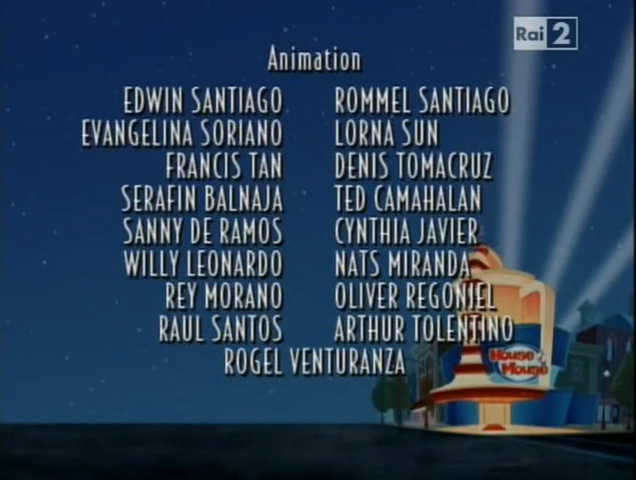 Rai 2
Animation
EDWIN SANTIAGO ROMMEL SANTIAGO
EVANGELINA SORIANO LORNA SUN
FRANCIS TAN DENIS TOMACRUZ
SERAFIN BALNAJA TED CAMAHALAN
SANNY DE RAMOS CYNTHIA JAVIER
WILLY LEONARDO NATS MIRANDA
REY MORANO OLIVER REGONIEL
RAUL SANTOS ARTHUR TOLENTINO
ROGEL VENTURANZA
House
Mouse